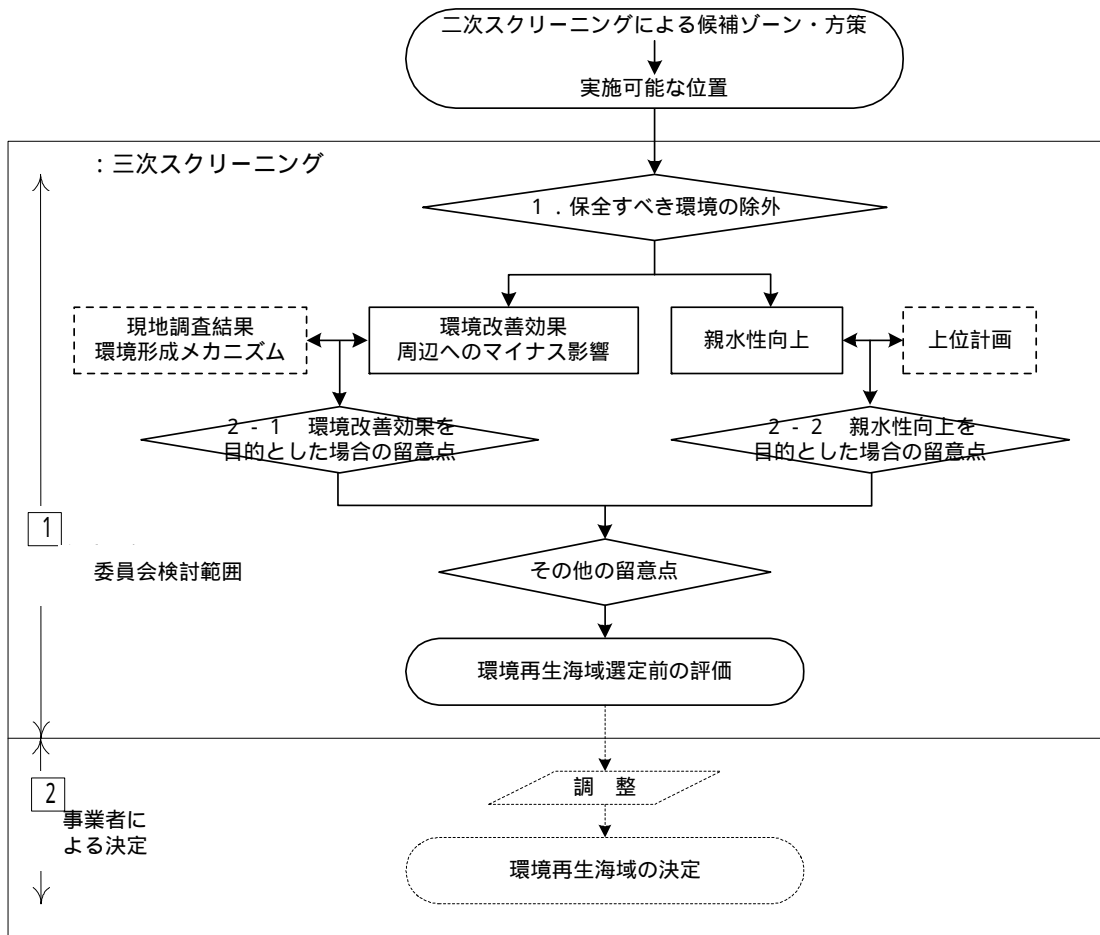 二次スクリーニングによる候補ゾーン・方策
実施可能な位置
：三次スクリーニング
１．保全すべき環境の除外
現地調査結果
環境形成メカニズム
環境改善効果
周辺へのマイナス影響
親水性向上
上位計画
２-１　環境改善効果を
目的とした場合の留意点
２-２　親水性向上を
目的とした場合の留意点
1
委員会検討範囲
その他の留意点
環境再生海域選定前の評価
2
事業者に
よる決定
調　整
環境再生海域の決定